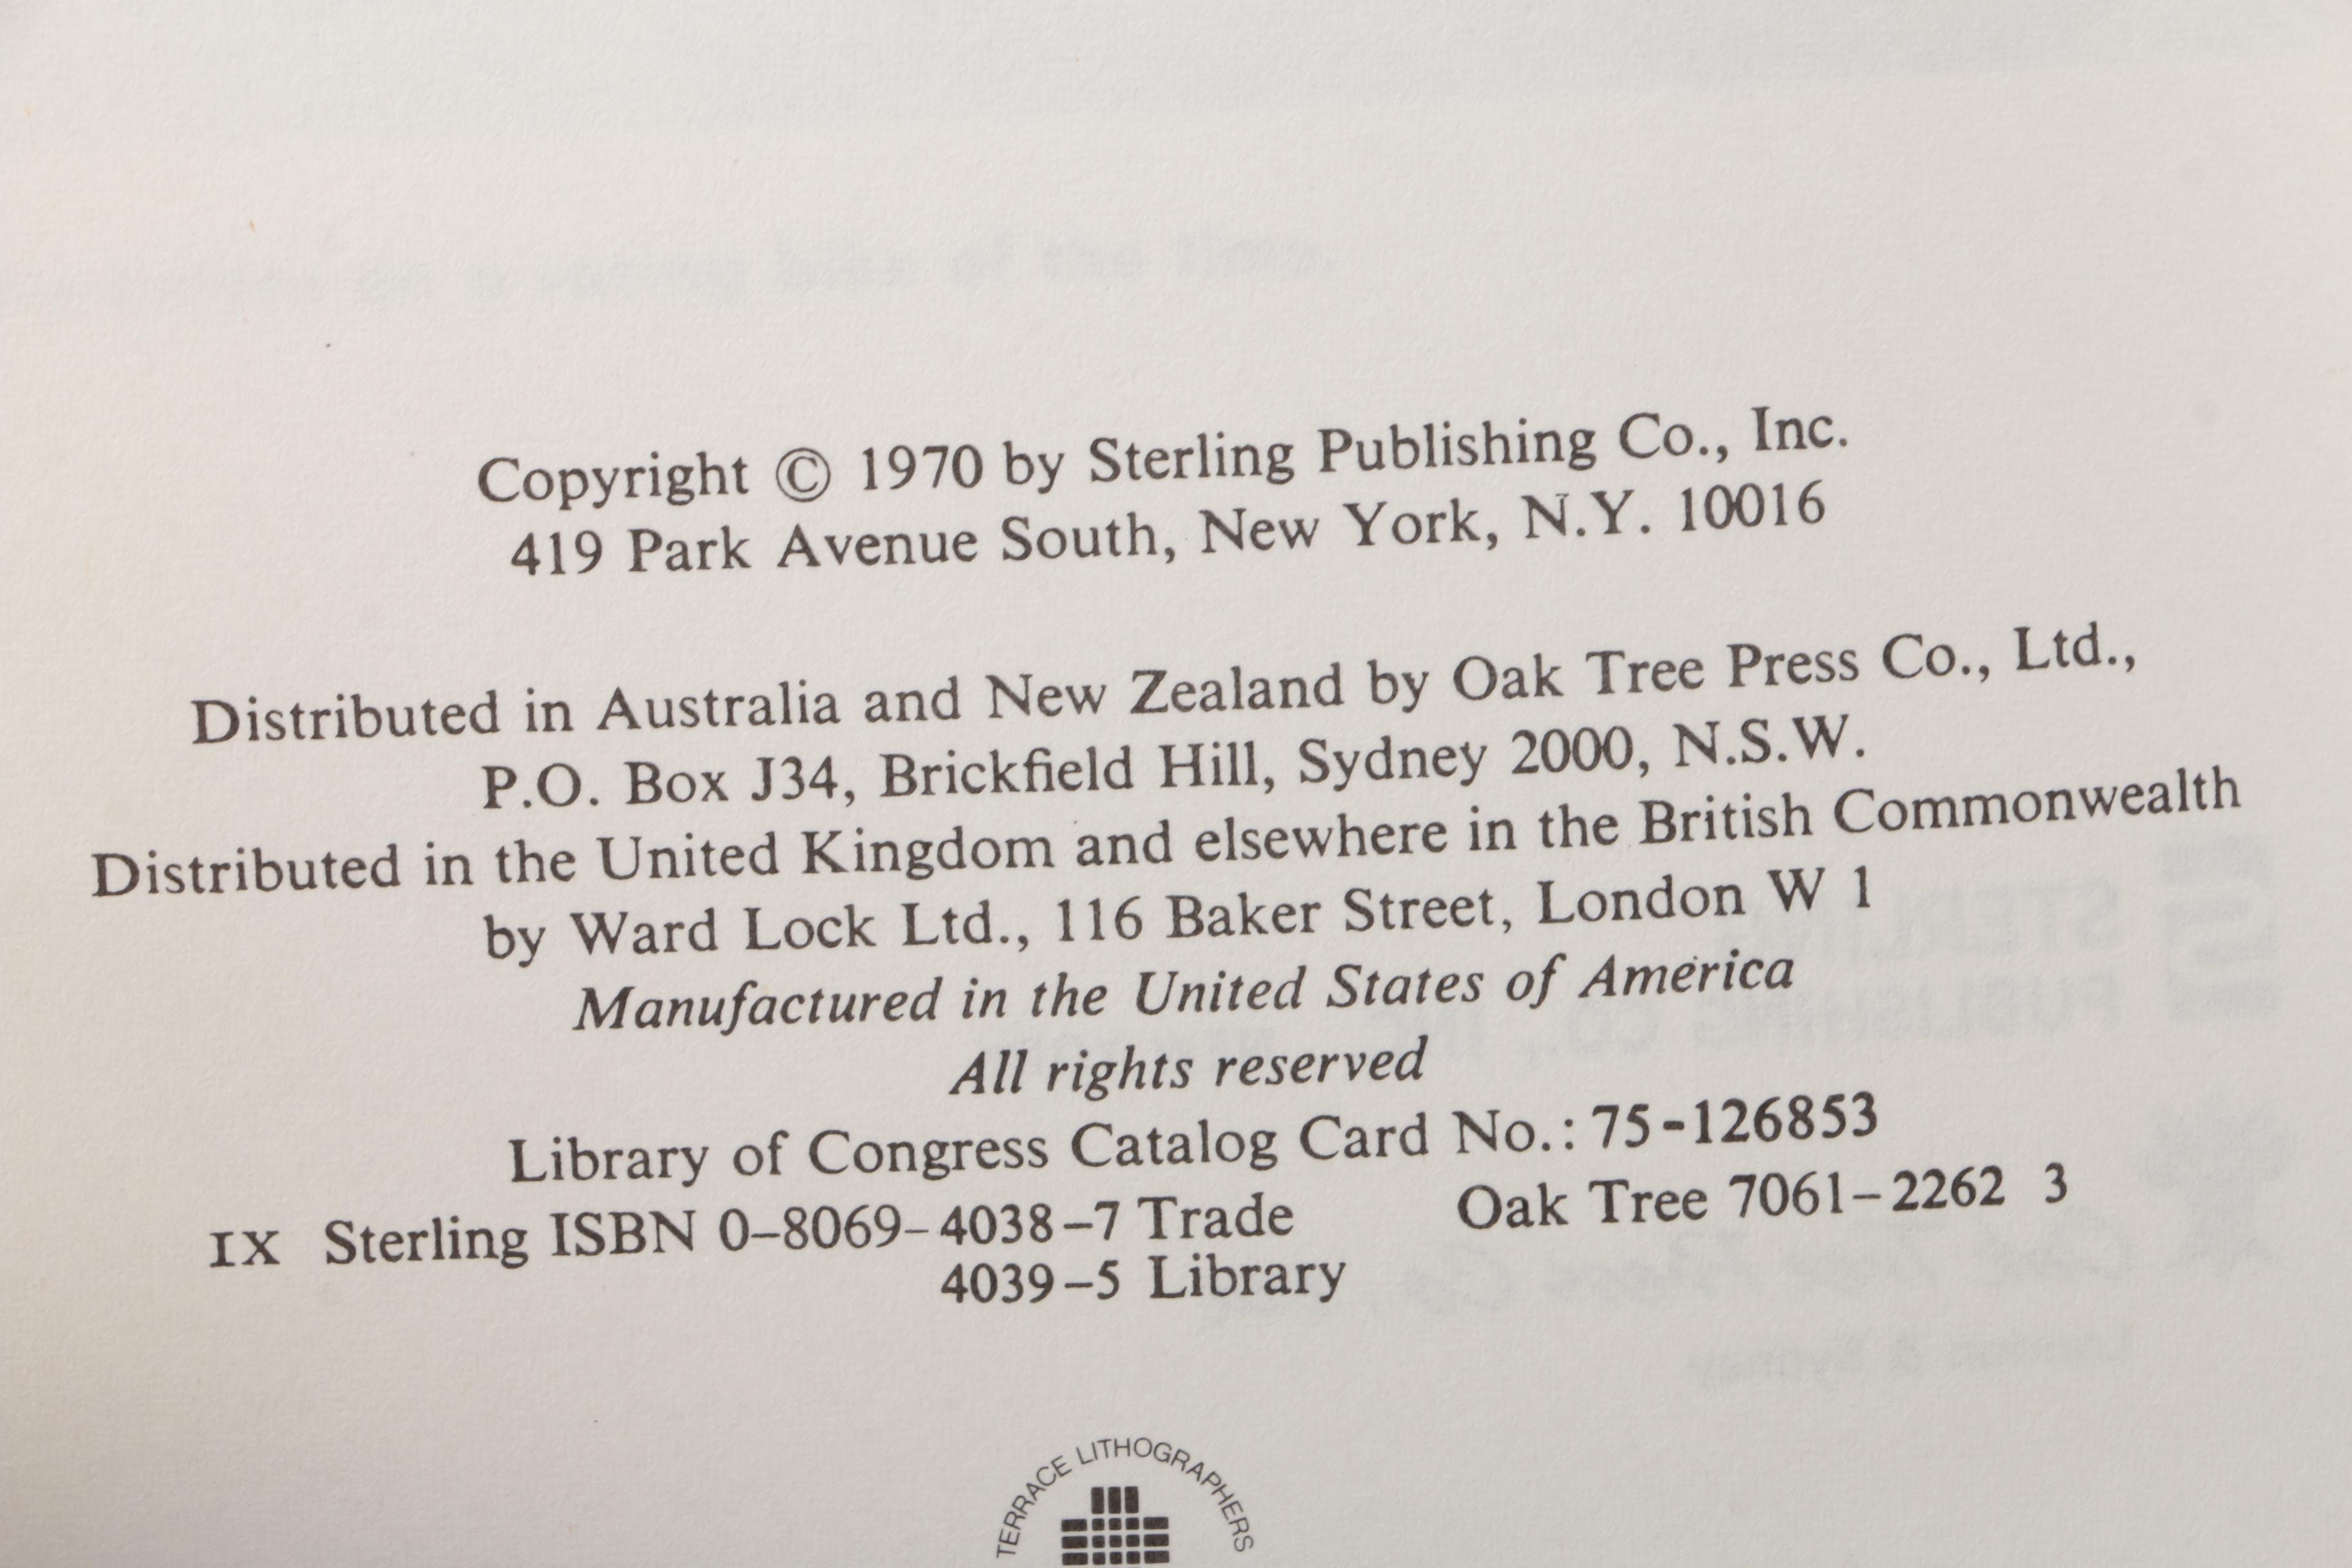 Copyright © 1970 by Sterling Publishing Co., Inc.
419 Park Avenue South, New York, N.Y. 10016
Distributed in Australia and New Zealand by Oak Tree Press Co., Ltd.,
P.O. Box J34, Brickfield Hill, Sydney 2000, N.S.W.
Distributed in the United Kingdom and elsewhere in the British Commonwealth
by Ward Lock Ltd., 116 Baker Street, London W 1
Manufactured in the United States of America
All rights reserved
Library of Congress Catalog Card No.: 75-126853
IX Sterling ISBN 0-8069-4038-7 Trade Oak Tree 7061-2262 3
4039-5 Library
TERRACE LITHOGRAPHERS